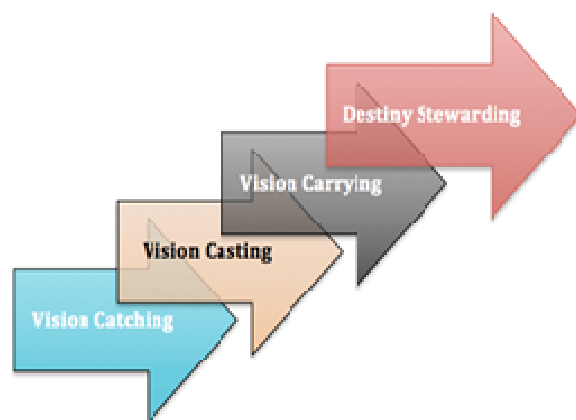 Destiny Stewarding
Vision Carrying
Vision Casting
Vision Catching